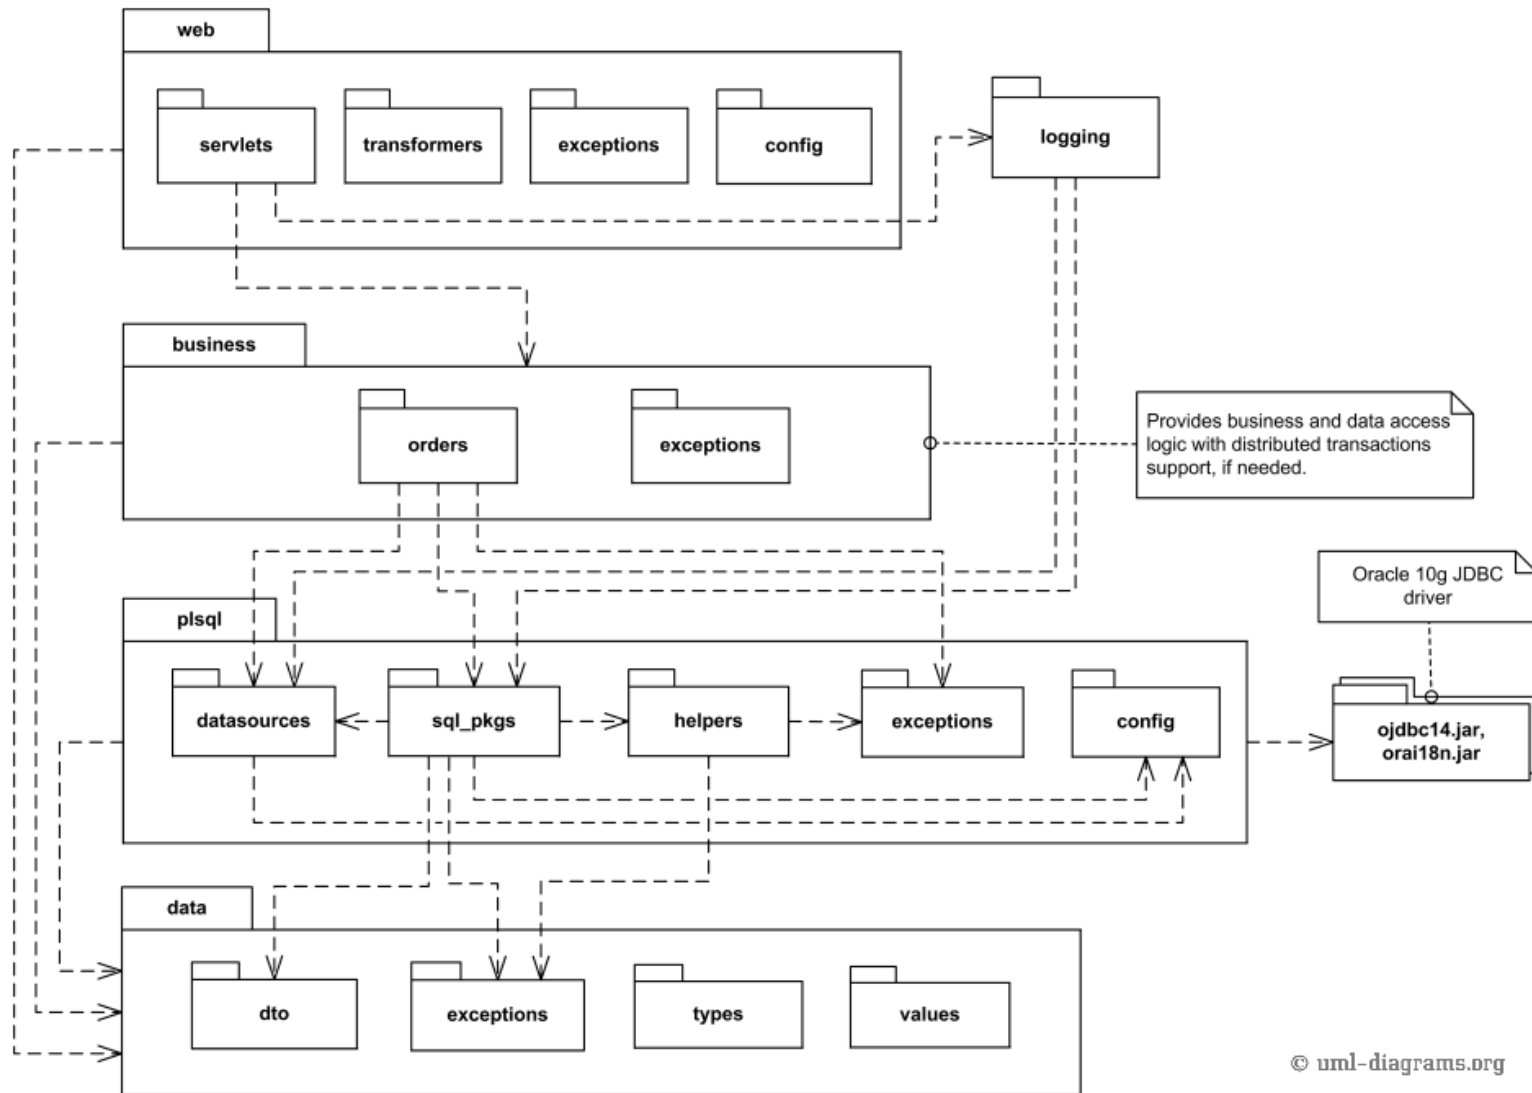 web
servlets
transformers
exceptions
config
logging
business
orders
exceptions
Provides business and data access
logic with distributed transactions
support, if needed.
Oracle 10g JDBC
driver
plsql
datasources
sql_pkgs
helpers
exceptions
config
ojdbc14.jar,
orai18n.jar
data
dto
exceptions
types
values
© uml-diagrams.org